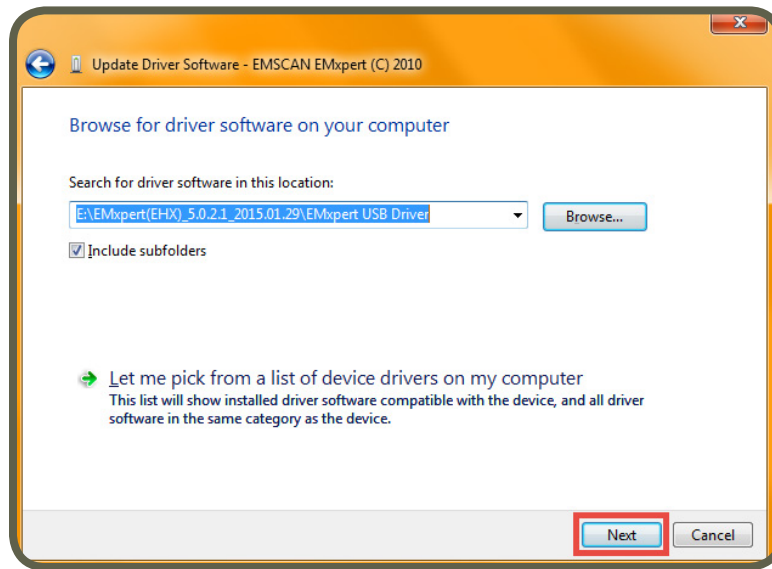 Update Driver Software - EMSCAN EMxpert (C) 2010
Browse for driver software on your computer
Search for driver software in this location:
E:\EMxpert(EHX)_5.0.2.1_2015.01.29\EMxpert USB Driver
Browse...
Include subfolders
Let me pick from a list of device drivers on my computer
This list will show installed driver software compatible with the device, and all driver
software in the same category as the device.
Next
Cancel